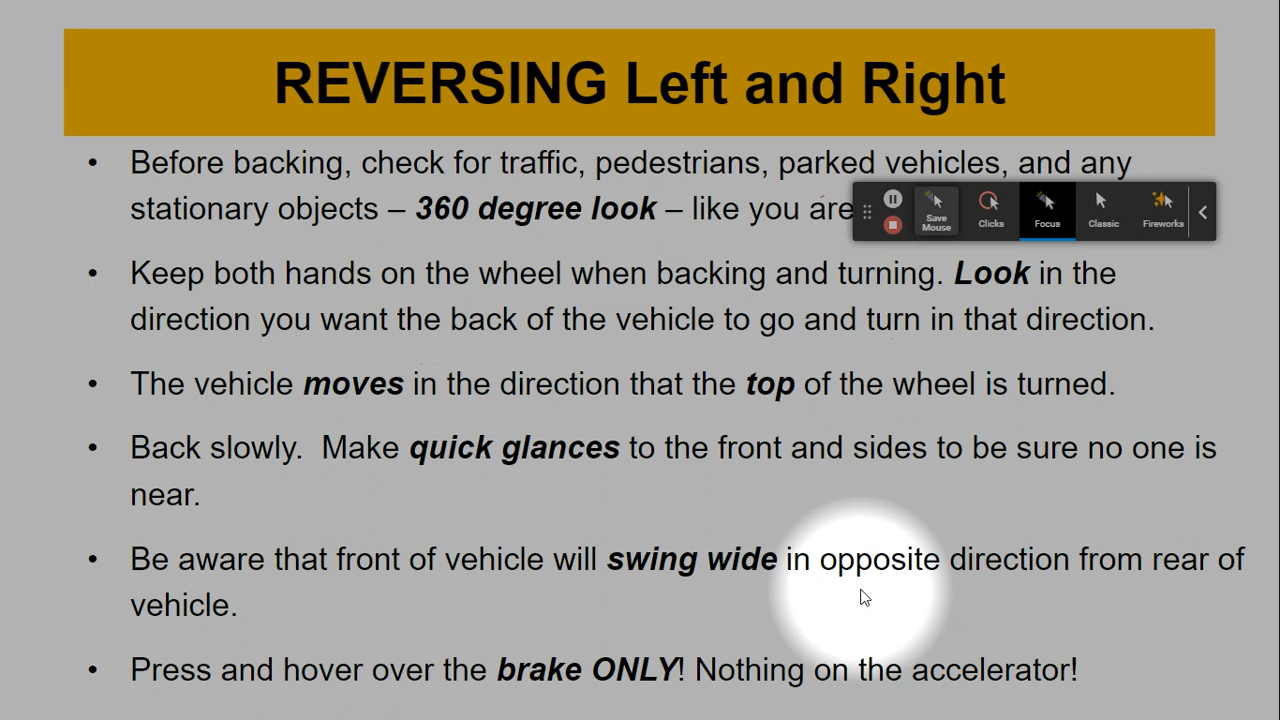 REVERSING Left and Right
• Before backing, check for traffic, pedestrians, parked vehicles, and any
stationary objects – 360 degree look – like you are
Save Mouse Clicks Focus Classic Fireworks
• Keep both hands on the wheel when backing and turning. Look in the
direction you want the back of the vehicle to go and turn in that direction.
• The vehicle moves in the direction that the top of the wheel is turned.
• Back slowly.  Make quick glances to the front and sides to be sure no one is
near.
• Be aware that front of vehicle will swing wide in opposite direction from rear of
vehicle.
• Press and hover over the brake ONLY! Nothing on the accelerator!